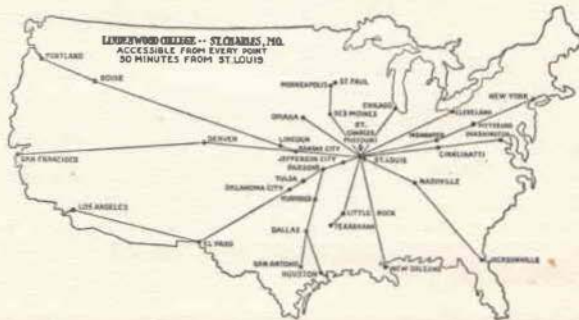 LINDENWOOD COLLEGE -- ST. CHARLES, MO.
ACCESSIBLE FROM EVERY POINT
50 MINUTES FROM ST. LOUIS
PORTLAND
BOISE
MINNEAPOLIS
ST PAUL
NEW YORK
CHICAGO
CLEVELAND
OMAHA
DES MOINES
ST.
CHARLES
MISSOURI
PITTSBURG
WASHINGTON
DENVER
LINCOLN
KANSAS CITY
CINCINNATTI
SAN FRANCISCO
JEFFERSON CITY
ST. LOUIS
PARSONS
TULSA
NASHVILLE
OKLAHOMA CITY
LOS ANGELES
LITTLE ROCK
TEXARKANA
DALLAS
EL PASO
SAN ANTONIO
HOUSTON
NEW ORLEANS
JACKSONVILLE